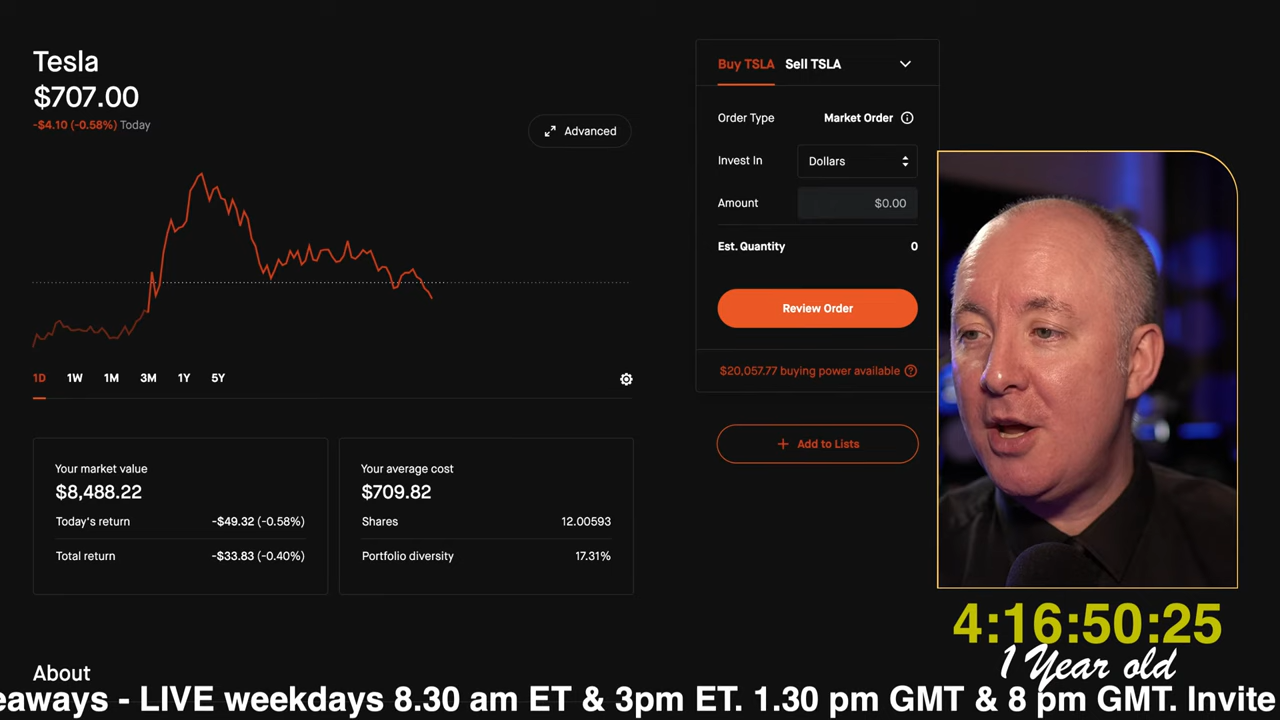 Tesla
$707.00
-$4.10 (-0.58%) Today
Advanced
1D 1W 1M 3M 1Y 5Y
Your market value
$8,488.22
Today's return -$49.32 (-0.58%)
Total return -$33.83 (-0.40%)
Your average cost
$709.82
Shares 12.00593
Portfolio diversity 17.31%
About
Buy TSLA Sell TSLA
Order Type Market Order
Invest In Dollars
Amount $0.00
Est. Quantity 0
Review Order
$20,057.77 buying power available
+ Add to Lists
4:16:50:25
1 Year old
eaways - LIVE weekdays 8.30 am ET & 3pm ET. 1.30 pm GMT & 8 pm GMT. Invite